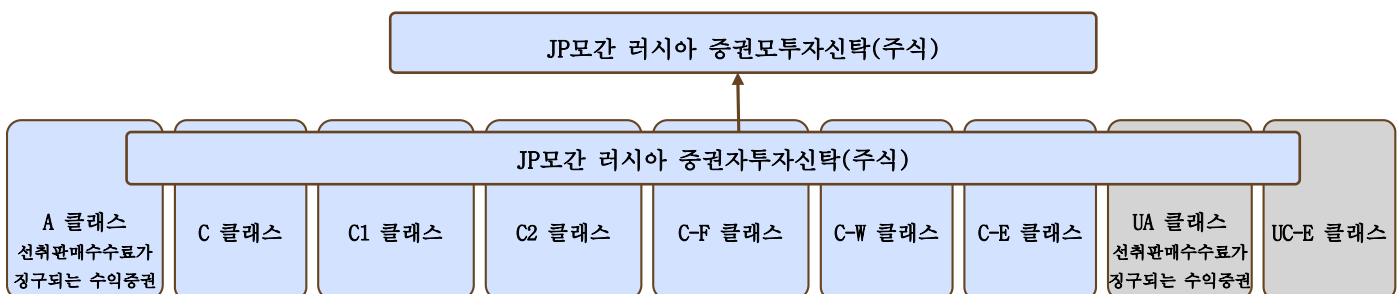 JP모간 러시아 증권모투자신탁(주식)
JP모간 러시아 증권자투자신탁(주식)
A 클래스
선취판매수수료가
징구되는 수익증권
C 클래스
C1 클래스
C2 클래스
C-F 클래스
C-W 클래스
C-E 클래스
UA 클래스
선취판매수수료가
징구되는 수익증권
UC-E 클래스